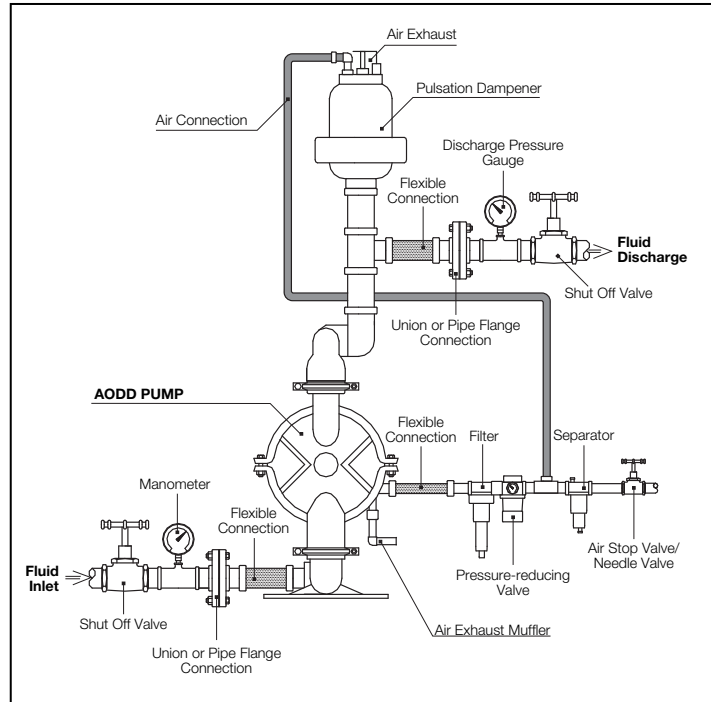 Air Exhaust
Pulsation Dampener
Air Connection
Discharge Pressure
Gauge
Flexible
Connection
Fluid
Discharge
Shut Off Valve
Union or Pipe Flange
Connection
AODD PUMP
Flexible
Connection
Filter
Separator
Manometer
Flexible
Connection
Air Stop Valve/
Needle Valve
Fluid
Inlet
Pressure-reducing
Valve
Shut Off Valve
Air Exhaust Muffler
Union or Pipe Flange
Connection